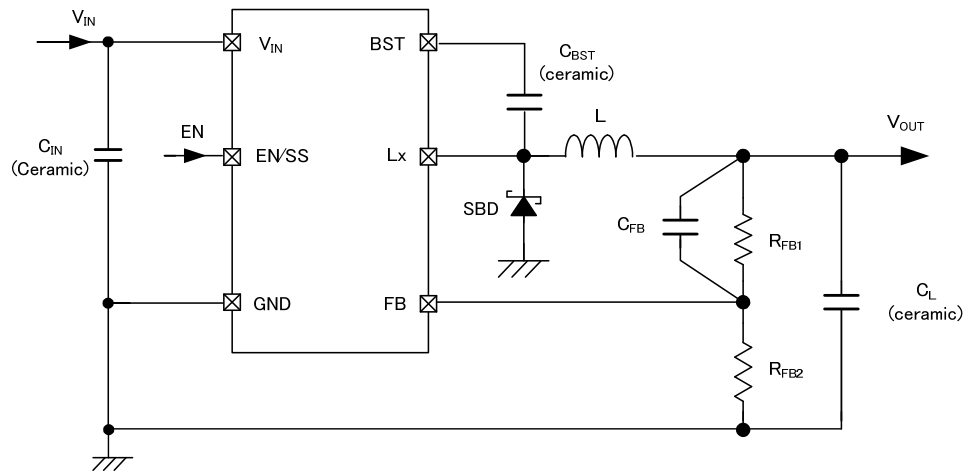 VIN
VIN
BST
CBST
(ceramic)
L
VOUT
CIN
(Ceramic)
EN
EN/SS
Lx
SBD
CFB
RFB1
GND
FB
CL
(ceramic)
RFB2